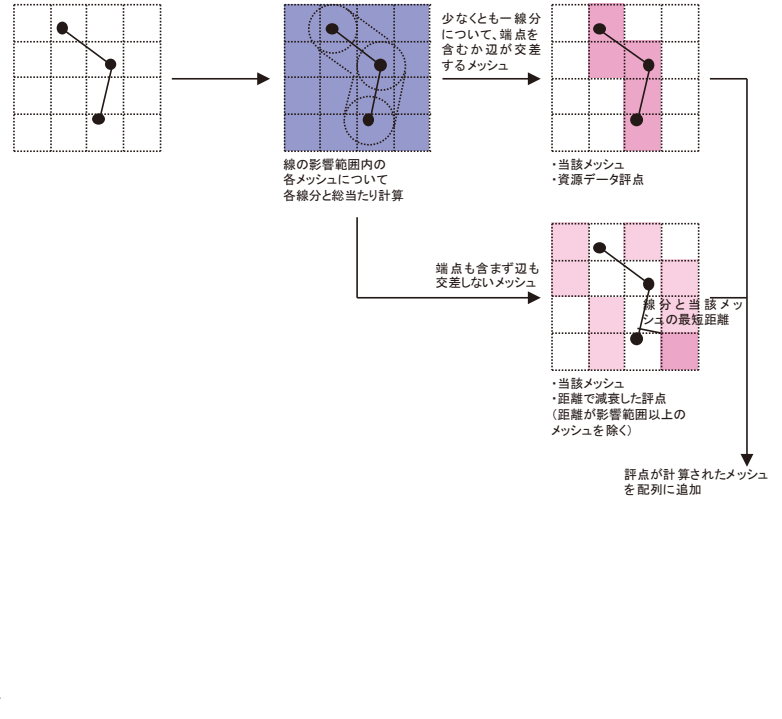 少なくとも一線分
について、端点を
含むか辺が交差
するメッシュ
線の影響範囲内の
各メッシュについて
各線分と総当たり計算
・当該メッシュ
・資源データ評点
端点も含まず辺も
交差しないメッシュ
線分と当該メッ
シュの最短距離
・当該メッシュ
・距離で減衰した評点
（距離が影響範囲以上の
メッシュを除く）
評点が計算されたメッシュ
を配列に追加